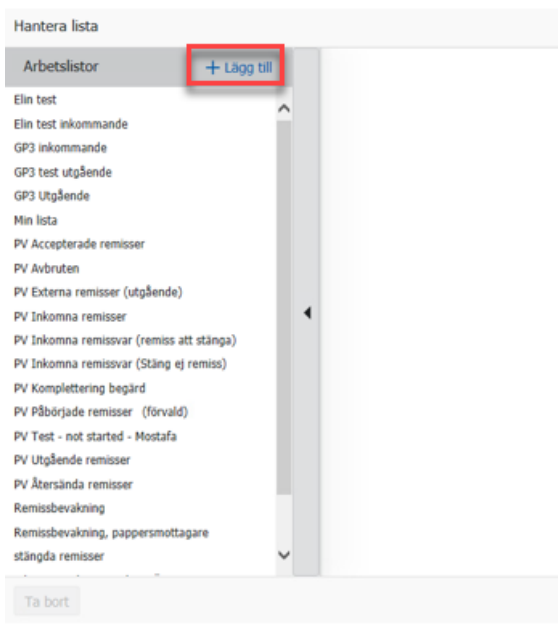 Hantera lista
Arbetslistor + Lägg till
Elin test
Elin test inkommande
GP3 inkommande
GP3 test utgående
GP3 Utgående
Min lista
PV Accepterade remisser
PV Avbruten
PV Externa remisser (utgående)
PV Inkomna remisser
PV Inkomna remissvar (remiss att stänga)
PV Inkomna remissvar (Stäng ej remiss)
PV Komplettering begärd
PV Påbörjade remisser (förvald)
PV Test - not started - Mostafa
PV Utgående remisser
PV Återsända remisser
Remissbevakning
Remissbevakning, pappersmottagare
stängda remisser
Ta bort